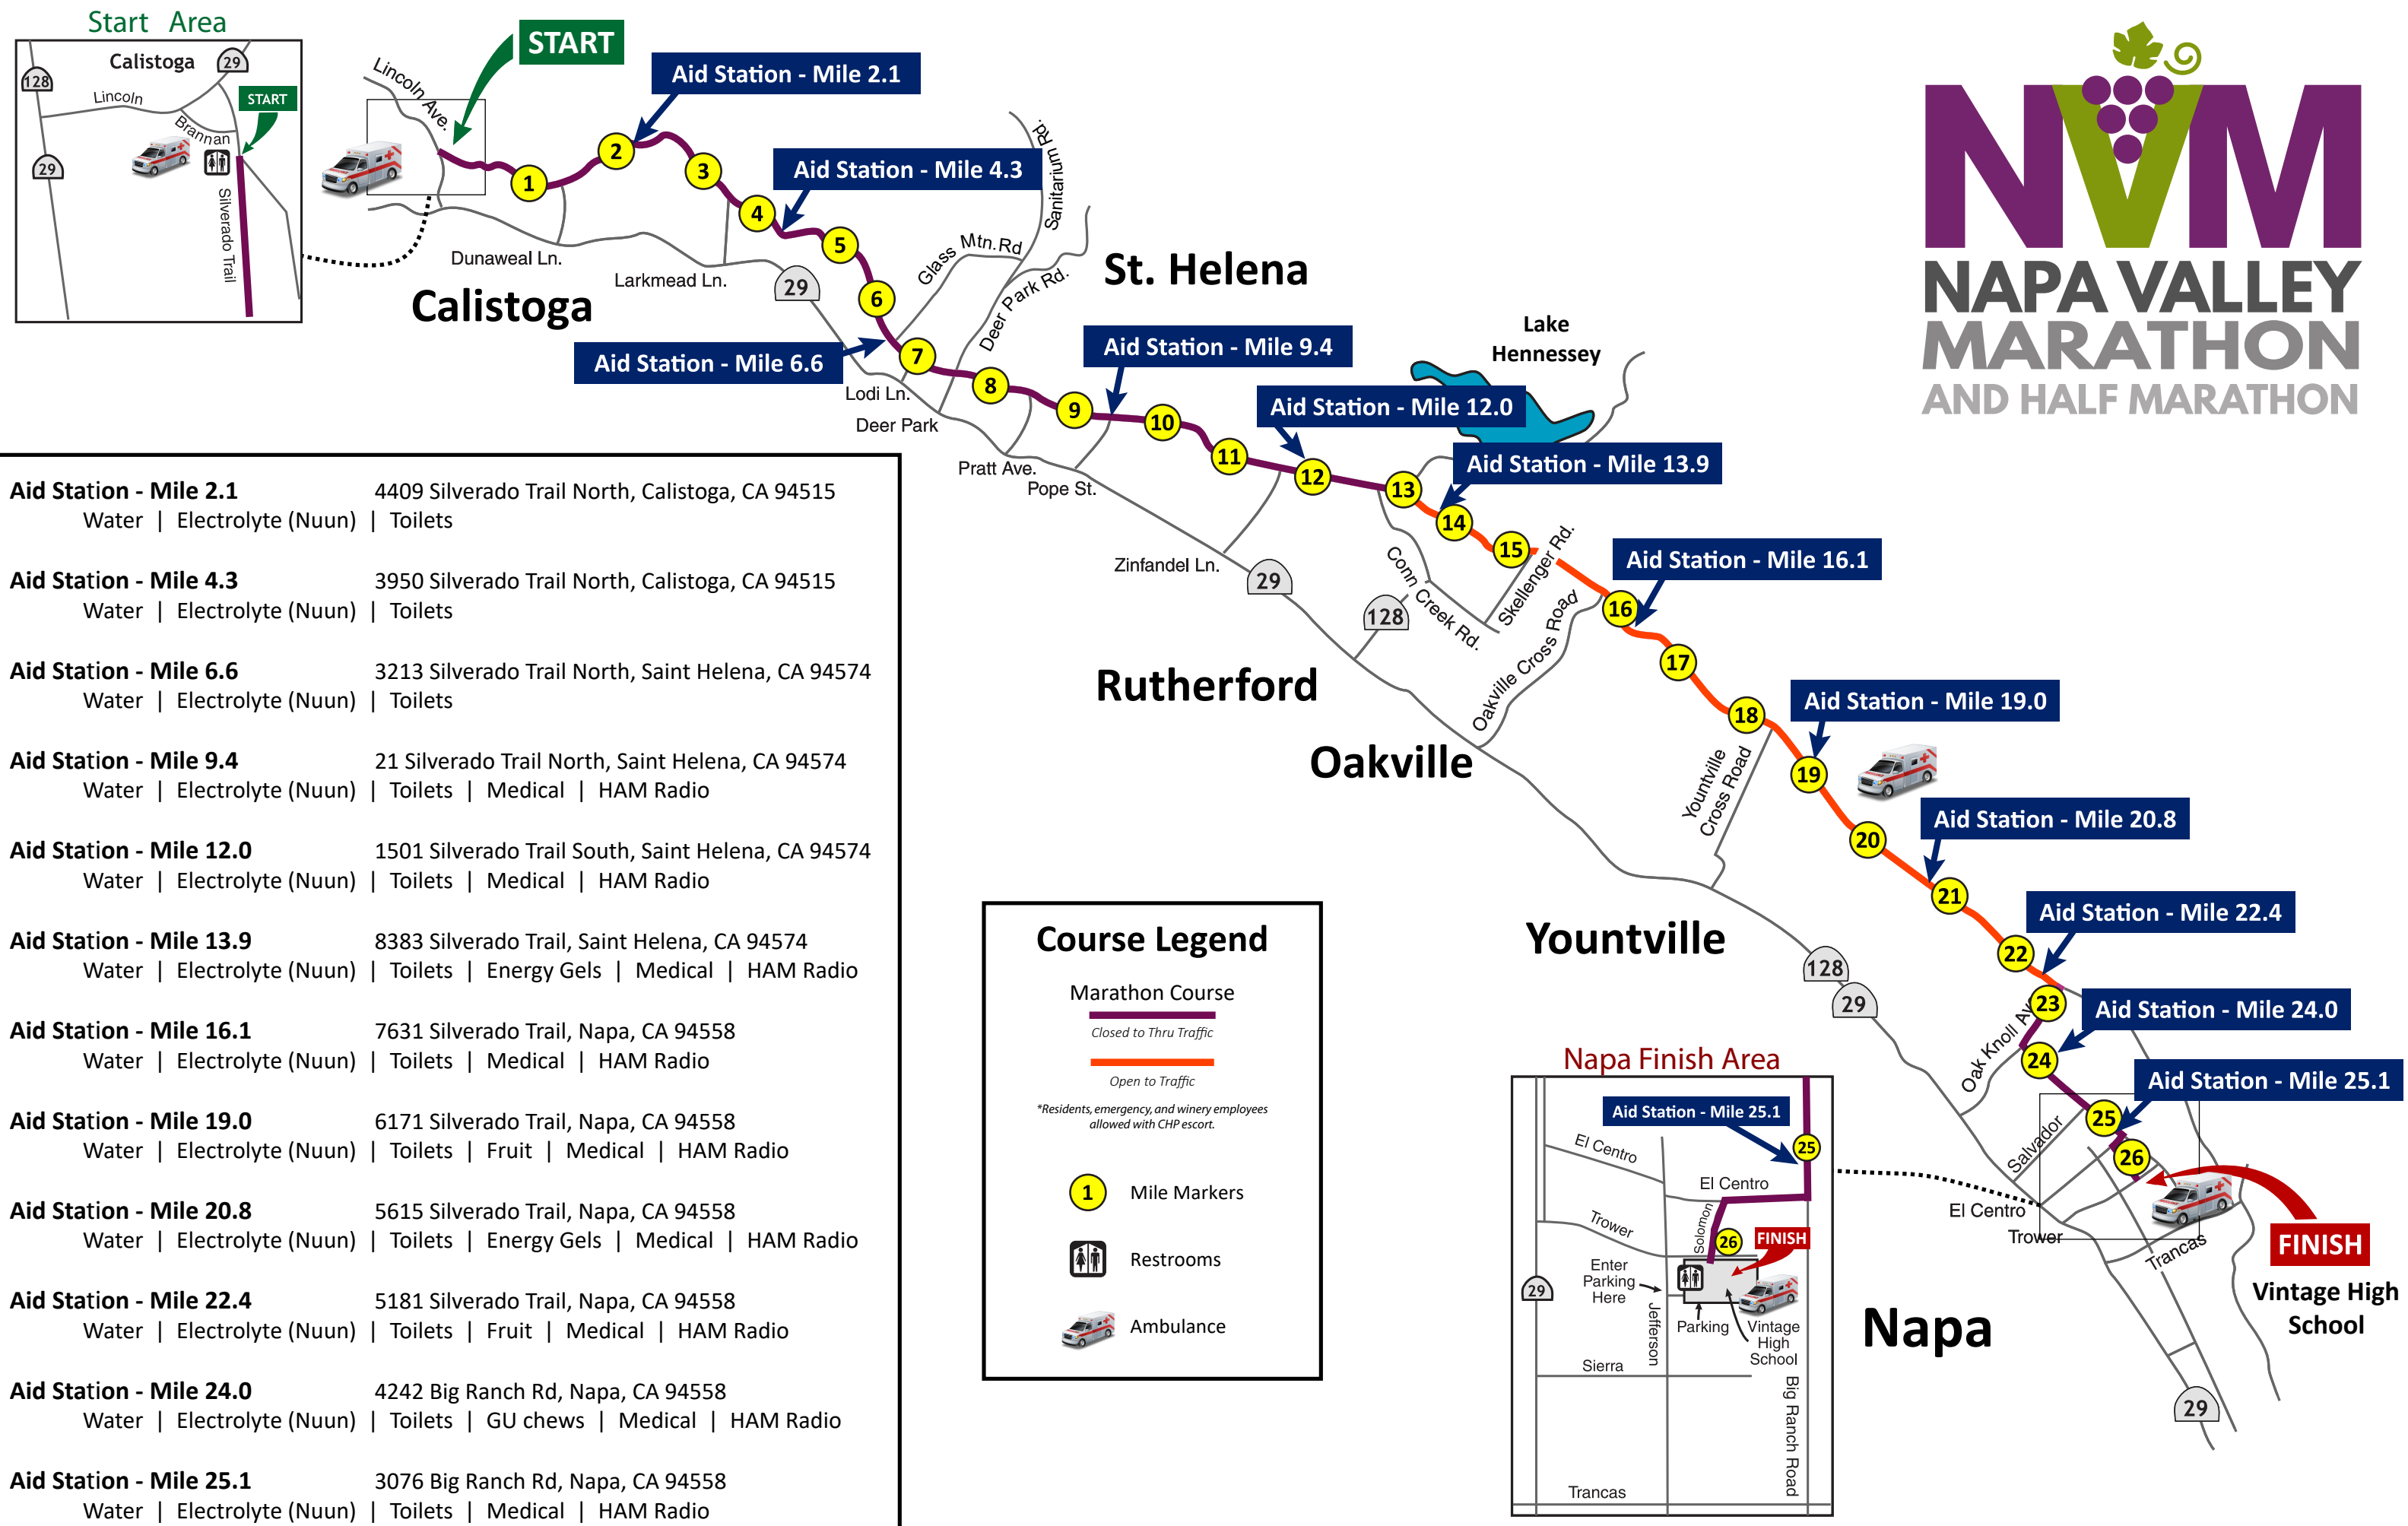 Start Area
128
Calistoga
29
Lincoln
START
Brannan
29
Silverado Trail
START
Lincoln Ave.
Aid Station - Mile 2.1
1
2
3
Aid Station - Mile 4.3
4
5
6
Sanitarium Rd.
Glass Mtn.Rd
Deer Park Rd.
Dunaweal Ln.
Larkmead Ln.
29
Calistoga
St. Helena
Aid Station - Mile 6.6
7
8
Lodi Ln.
Deer Park
Aid Station - Mile 9.4
9
10
11
Pratt Ave.
Pope St.
Lake
Hennessey
Aid Station - Mile 12.0
12
13
Aid Station - Mile 13.9
14
15
Zinfandel Ln.
29
128
Conn Creek Rd.
Skellenger Rd.
Oakville Cross Road
Aid Station - Mile 16.1
16
17
18
Rutherford
Oakville
Yountville
Cross Road
Aid Station - Mile 19.0
19
20
Aid Station - Mile 20.8
21
Aid Station - Mile 22.4
22
Yountville
128
29
23
Oak Knoll Av
Aid Station - Mile 24.0
24
Aid Station - Mile 25.1
25
26
Salvador
El Centro
Trower
Trancas
FINISH
Vintage High
School
Napa
29
NVM
NAPA VALLEY
MARATHON
AND HALF MARATHON
Aid Station - Mile 2.1 4409 Silverado Trail North, Calistoga, CA 94515
Water | Electrolyte (Nuun) | Toilets
Aid Station - Mile 4.3 3950 Silverado Trail North, Calistoga, CA 94515
Water | Electrolyte (Nuun) | Toilets
Aid Station - Mile 6.6 3213 Silverado Trail North, Saint Helena, CA 94574
Water | Electrolyte (Nuun) | Toilets
Aid Station - Mile 9.4 21 Silverado Trail North, Saint Helena, CA 94574
Water | Electrolyte (Nuun) | Toilets | Medical | HAM Radio
Aid Station - Mile 12.0 1501 Silverado Trail South, Saint Helena, CA 94574
Water | Electrolyte (Nuun) | Toilets | Medical | HAM Radio
Aid Station - Mile 13.9 8383 Silverado Trail, Saint Helena, CA 94574
Water | Electrolyte (Nuun) | Toilets | Energy Gels | Medical | HAM Radio
Aid Station - Mile 16.1 7631 Silverado Trail, Napa, CA 94558
Water | Electrolyte (Nuun) | Toilets | Medical | HAM Radio
Aid Station - Mile 19.0 6171 Silverado Trail, Napa, CA 94558
Water | Electrolyte (Nuun) | Toilets | Fruit | Medical | HAM Radio
Aid Station - Mile 20.8 5615 Silverado Trail, Napa, CA 94558
Water | Electrolyte (Nuun) | Toilets | Energy Gels | Medical | HAM Radio
Aid Station - Mile 22.4 5181 Silverado Trail, Napa, CA 94558
Water | Electrolyte (Nuun) | Toilets | Fruit | Medical | HAM Radio
Aid Station - Mile 24.0 4242 Big Ranch Rd, Napa, CA 94558
Water | Electrolyte (Nuun) | Toilets | GU chews | Medical | HAM Radio
Aid Station - Mile 25.1 3076 Big Ranch Rd, Napa, CA 94558
Water | Electrolyte (Nuun) | Toilets | Medical | HAM Radio
Course Legend
Marathon Course
Closed to Thru Traffic
Open to Traffic
*Residents, emergency, and winery employees
allowed with CHP escort.
1 Mile Markers
Restrooms
Ambulance
Napa Finish Area
Aid Station - Mile 25.1
25
El Centro
El Centro
Trower
Solomon
26
FINISH
Enter
Parking
Here
29
Jefferson
Parking
Vintage
High
School
Sierra
Big Ranch Road
Trancas